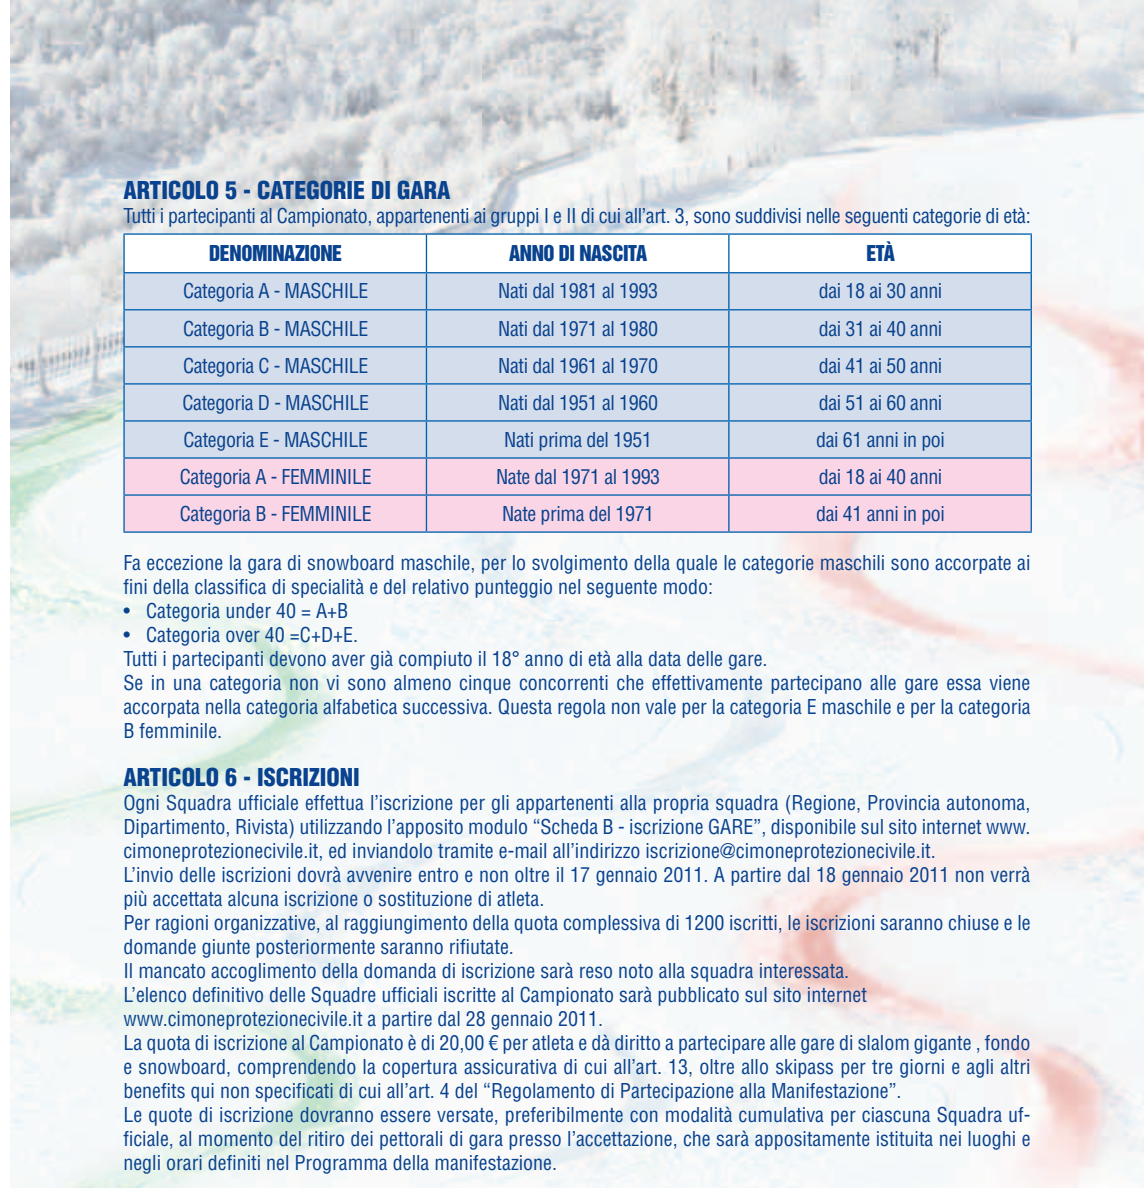 ARTICOLO 5 - CATEGORIE DI GARA
Tutti i partecipanti al Campionato, appartenenti ai gruppi I e II di cui all'art. 3, sono suddivisi nelle seguenti categorie di età:
DENOMINAZIONE ANNO DI NASCITA ETÀ
Categoria A - MASCHILE Nati dal 1981 al 1993 dai 18 ai 30 anni
Categoria B - MASCHILE Nati dal 1971 al 1980 dai 31 ai 40 anni
Categoria C - MASCHILE Nati dal 1961 al 1970 dai 41 ai 50 anni
Categoria D - MASCHILE Nati dal 1951 al 1960 dai 51 ai 60 anni
Categoria E - MASCHILE Nati prima del 1951 dai 61 anni in poi
Categoria A - FEMMINILE Nate dal 1971 al 1993 dai 18 ai 40 anni
Categoria B - FEMMINILE Nate prima del 1971 dai 41 anni in poi
Fa eccezione la gara di snowboard maschile, per lo svolgimento della quale le categorie maschili sono accorpate ai
fini della classifica di specialità e del relativo punteggio nel seguente modo:
• Categoria under 40 = A+B
• Categoria over 40 =C+D+E.
Tutti i partecipanti devono aver già compiuto il 18° anno di età alla data delle gare.
Se in una categoria non vi sono almeno cinque concorrenti che effettivamente partecipano alle gare essa viene
accorpata nella categoria alfabetica successiva. Questa regola non vale per la categoria E maschile e per la categoria
B femminile.
ARTICOLO 6 - ISCRIZIONI
Ogni Squadra ufficiale effettua l'iscrizione per gli appartenenti alla propria squadra (Regione, Provincia autonoma,
Dipartimento, Rivista) utilizzando l'apposito modulo “Scheda B - iscrizione GARE”, disponibile sul sito internet www.
cimoneprotezionecivile.it, ed inviandolo tramite e-mail all'indirizzo iscrizione@cimoneprotezionecivile.it.
L'invio delle iscrizioni dovrà avvenire entro e non oltre il 17 gennaio 2011. A partire dal 18 gennaio 2011 non verrà
più accettata alcuna iscrizione o sostituzione di atleta.
Per ragioni organizzative, al raggiungimento della quota complessiva di 1200 iscritti, le iscrizioni saranno chiuse e le
domande giunte posteriormente saranno rifiutate.
Il mancato accoglimento della domanda di iscrizione sarà reso noto alla squadra interessata.
L'elenco definitivo delle Squadre ufficiali iscritte al Campionato sarà pubblicato sul sito internet
www.cimoneprotezionecivile.it a partire dal 28 gennaio 2011.
La quota di iscrizione al Campionato è di 20,00 € per atleta e dà diritto a partecipare alle gare di slalom gigante , fondo
e snowboard, comprendendo la copertura assicurativa di cui all'art. 13, oltre allo skipass per tre giorni e agli altri
benefits qui non specificati di cui all'art. 4 del “Regolamento di Partecipazione alla Manifestazione”.
Le quote di iscrizione dovranno essere versate, preferibilmente con modalità cumulativa per ciascuna Squadra uf-
ficiale, al momento del ritiro dei pettorali di gara presso l'accettazione, che sarà appositamente istituita nei luoghi e
negli orari definiti nel Programma della manifestazione.